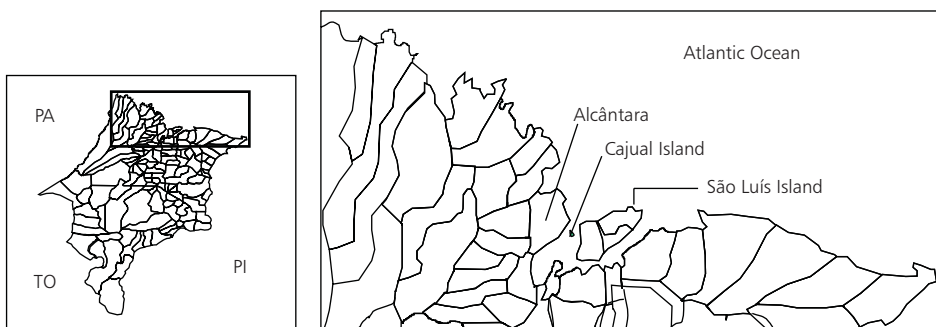 PA
TO
PI
Atlantic Ocean
Alcântara
Cajual Island
São Luís Island